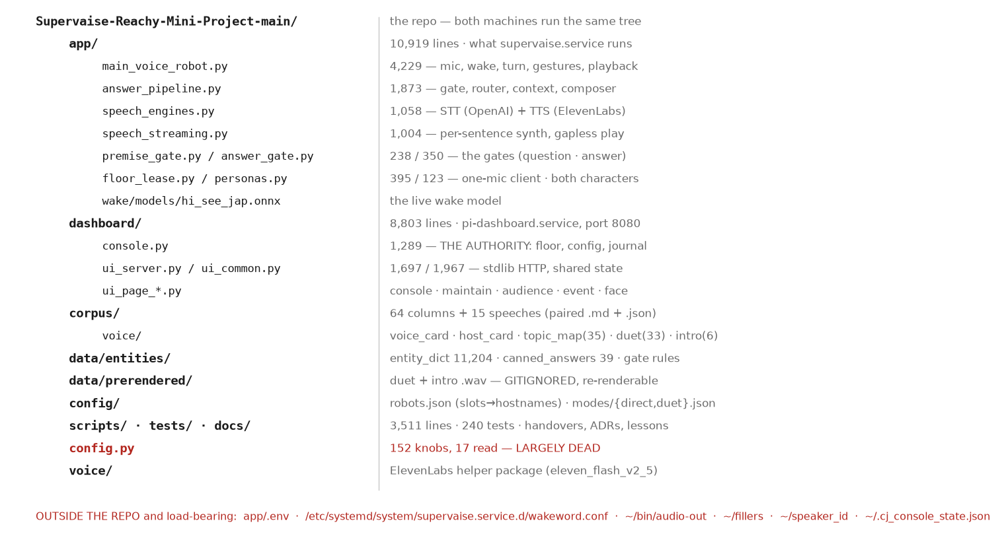 Supervaise-Reachy-Mini-Project-main/ the repo — both machines run the same tree
app/ 10,919 lines · what supervaise.service runs
main_voice_robot.py 4,229 — mic, wake, turn, gestures, playback
answer_pipeline.py 1,873 — gate, router, context, composer
speech_engines.py 1,058 — STT (OpenAI) + TTS (ElevenLabs)
speech_streaming.py 1,004 — per-sentence synth, gapless play
premise_gate.py / answer_gate.py 238 / 350 — the gates (question · answer)
floor_lease.py / personas.py 395 / 123 — one-mic client · both characters
wake/models/hi_see_jap.onnx the live wake model
dashboard/ 8,803 lines · pi-dashboard.service, port 8080
console.py 1,289 — THE AUTHORITY: floor, config, journal
ui_server.py / ui_common.py 1,697 / 1,967 — stdlib HTTP, shared state
ui_page_*.py console · maintain · audience · event · face
corpus/ 64 columns + 15 speeches (paired .md + .json)
voice/ voice_card · host_card · topic_map(35) · duet(33) · intro(6)
data/entities/ entity_dict 11,204 · canned_answers 39 · gate rules
data/prerendered/ duet + intro .wav — GITIGNORED, re-renderable
config/ robots.json (slots→hostnames) · modes/{direct,duet}.json
scripts/ · tests/ · docs/ 3,511 lines · 240 tests · handovers, ADRs, lessons
config.py 152 knobs, 17 read — LARGELY DEAD
voice/ ElevenLabs helper package (eleven_flash_v2_5)
OUTSIDE THE REPO and load-bearing: app/.env · /etc/systemd/system/supervaise.service.d/wakeword.conf · ~/bin/audio-out · ~/fillers · ~/speaker_id · ~/.cj_console_state.json